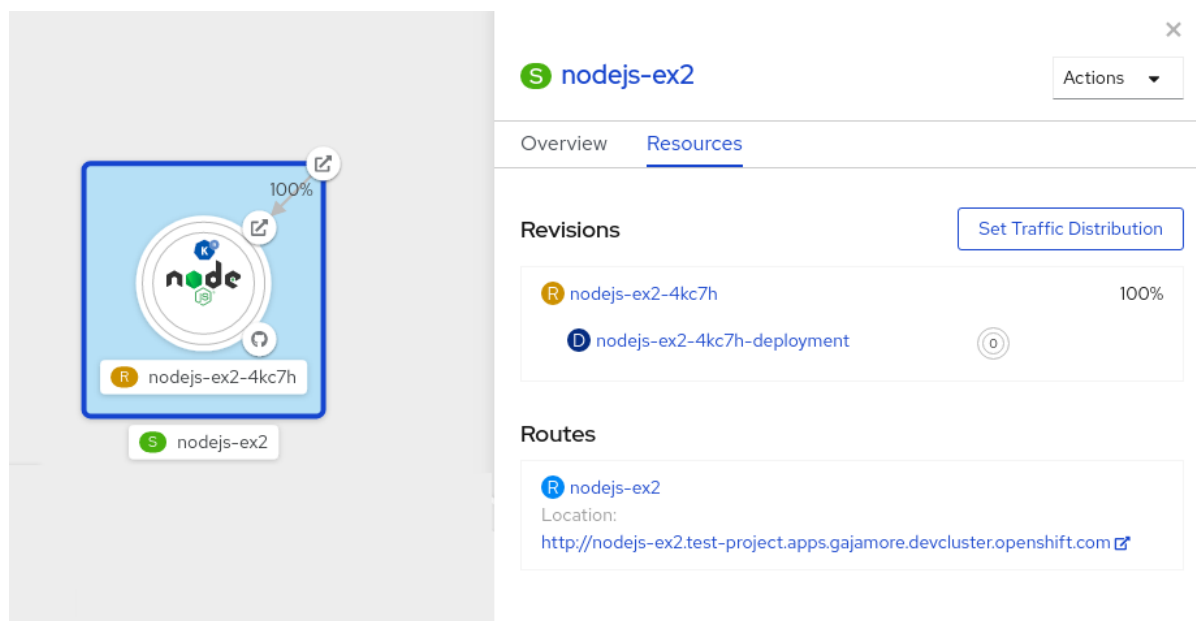 100%
K
node
JS
R nodejs-ex2-4kc7h
S nodejs-ex2
S nodejs-ex2
Actions
Overview Resources
Revisions
Set Traffic Distribution
R nodejs-ex2-4kc7h 100%
D nodejs-ex2-4kc7h-deployment 0
Routes
R nodejs-ex2
Location:
http://nodejs-ex2.test-project.apps.gajamore.devcluster.openshift.com